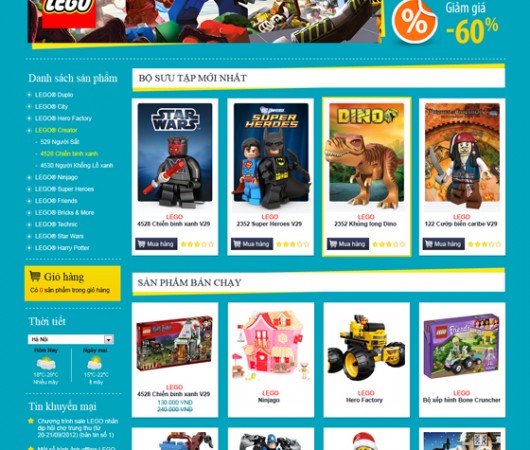 LEGO
Giảm giá
-60%
%
Danh sách sản phẩm
LEGO® Duplo
LEGO® City
LEGO® Hero Factory
LEGO® Creator
- 529 Người Sắt
- 4528 Chiến binh xanh
- 4530 Người Khổng Lồ xanh
LEGO® Ninjago
LEGO® Super Heroes
LEGO® Friends
LEGO® Bricks & More
LEGO® Technic
LEGO® Star Wars
LEGO® Harry Potter
Giỏ hàng
Có 0 sản phẩm trong giỏ hàng
Thời tiết
Hà Nội
Hôm Nay
Ngày mai
Nhiều mây
Tin khuyến mại
Chương trình sale LEGO nhân
dịp hội chợ trung thu (từ
20-21/09/2012) (bản tin số 1)
BỘ SƯU TẬP MỚI NHẤT
STAR WARS
LEGO
4528 Chiến binh xanh V29
Mua hàng
SUPER HEROES
LEGO
2352 Super Heroes V29
Mua hàng
DINO
LEGO
2352 Khủng long Dino
Mua hàng
LEGO
122 Cướp biển caribe V29
Mua hàng
SẢN PHẨM BÁN CHẠY
LEGO
4528 Chiến binh xanh V29
130.000 VNĐ
240.000 VNĐ
LEGO
Ninjago
LEGO
Hero Factory
Friends
LEGO
Bộ xếp hình Bone Cruncher